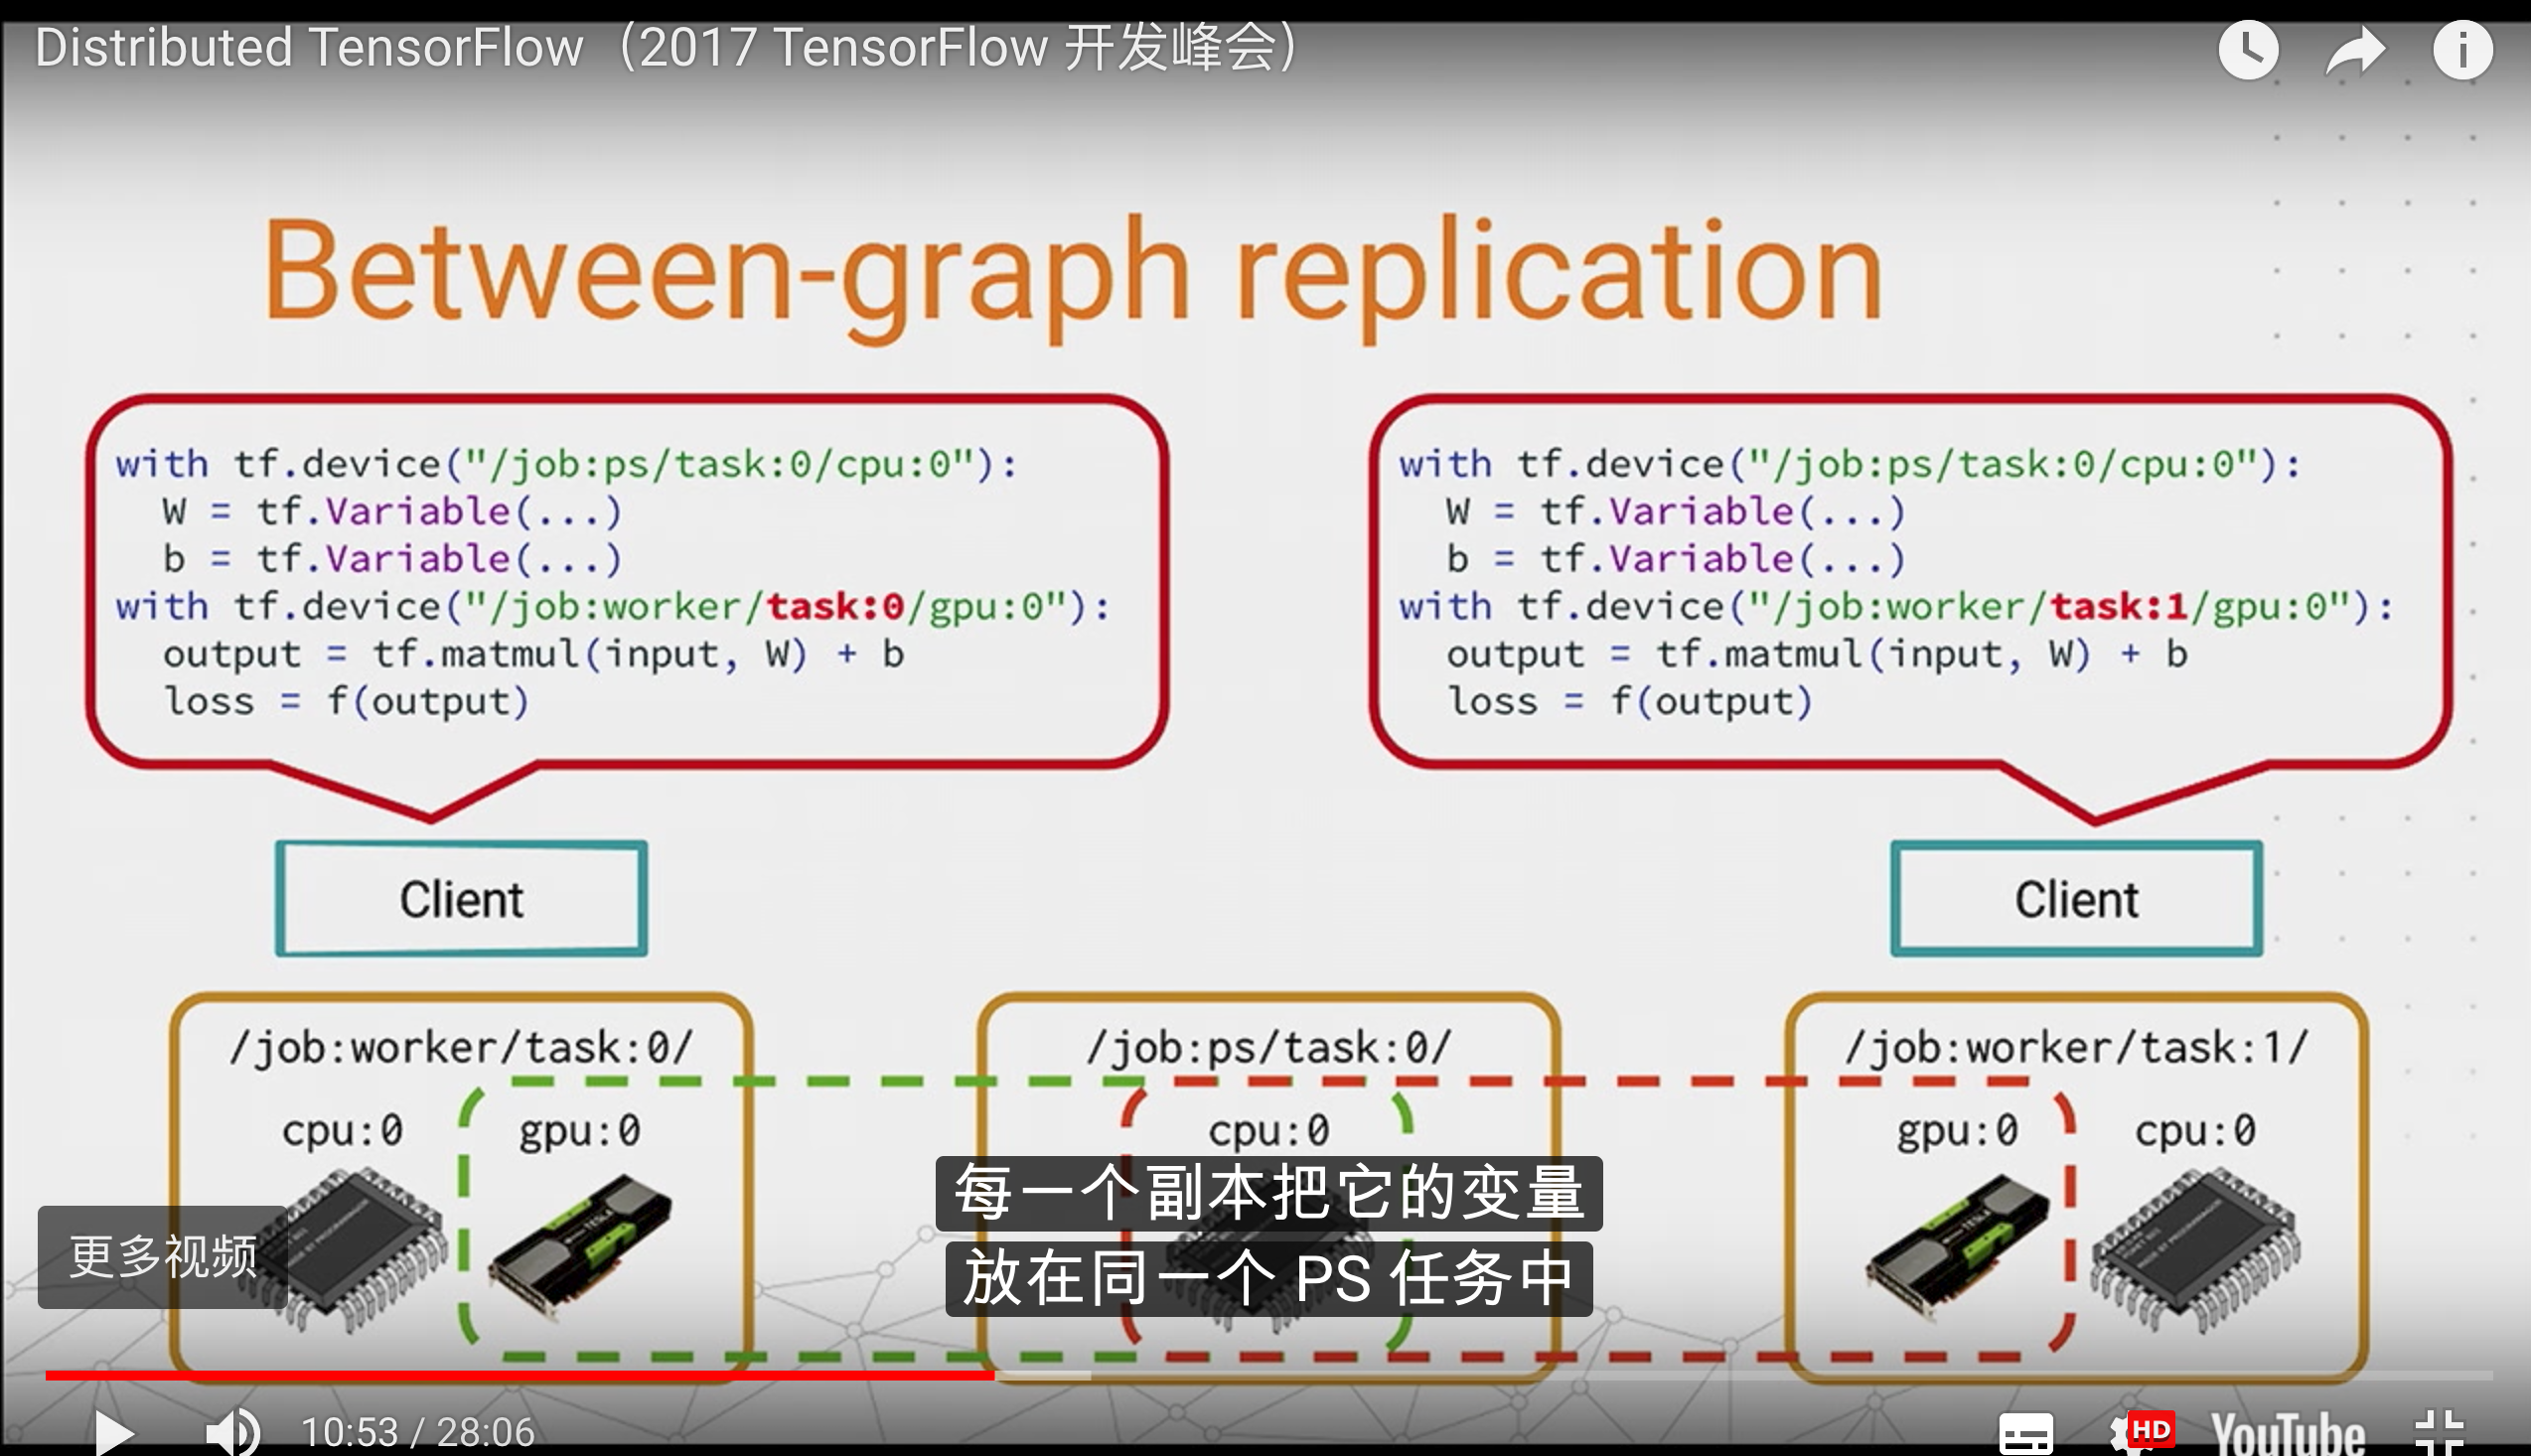 Distributed TensorFlow（2017 TensorFlow 开发峰会）
Between-graph replication
with tf.device("/job:ps/task:0/cpu:0"):
W = tf.Variable(...)
b = tf.Variable(...)
with tf.device("/job:worker/task:0/gpu:0"):
output = tf.matmul(input, W) + b
loss = f(output)
with tf.device("/job:ps/task:0/cpu:0"):
W = tf.Variable(...)
b = tf.Variable(...)
with tf.device("/job:worker/task:1/gpu:0"):
output = tf.matmul(input, W) + b
loss = f(output)
Client
Client
/job:worker/task:0/
cpu:0 gpu:0
/job:ps/task:0/
cpu:0
/job:worker/task:1/
gpu:0 cpu:0
每一个副本把它的变量
放在同一个 PS 任务中
更多视频
10:53 / 28:06
HD
YouTube